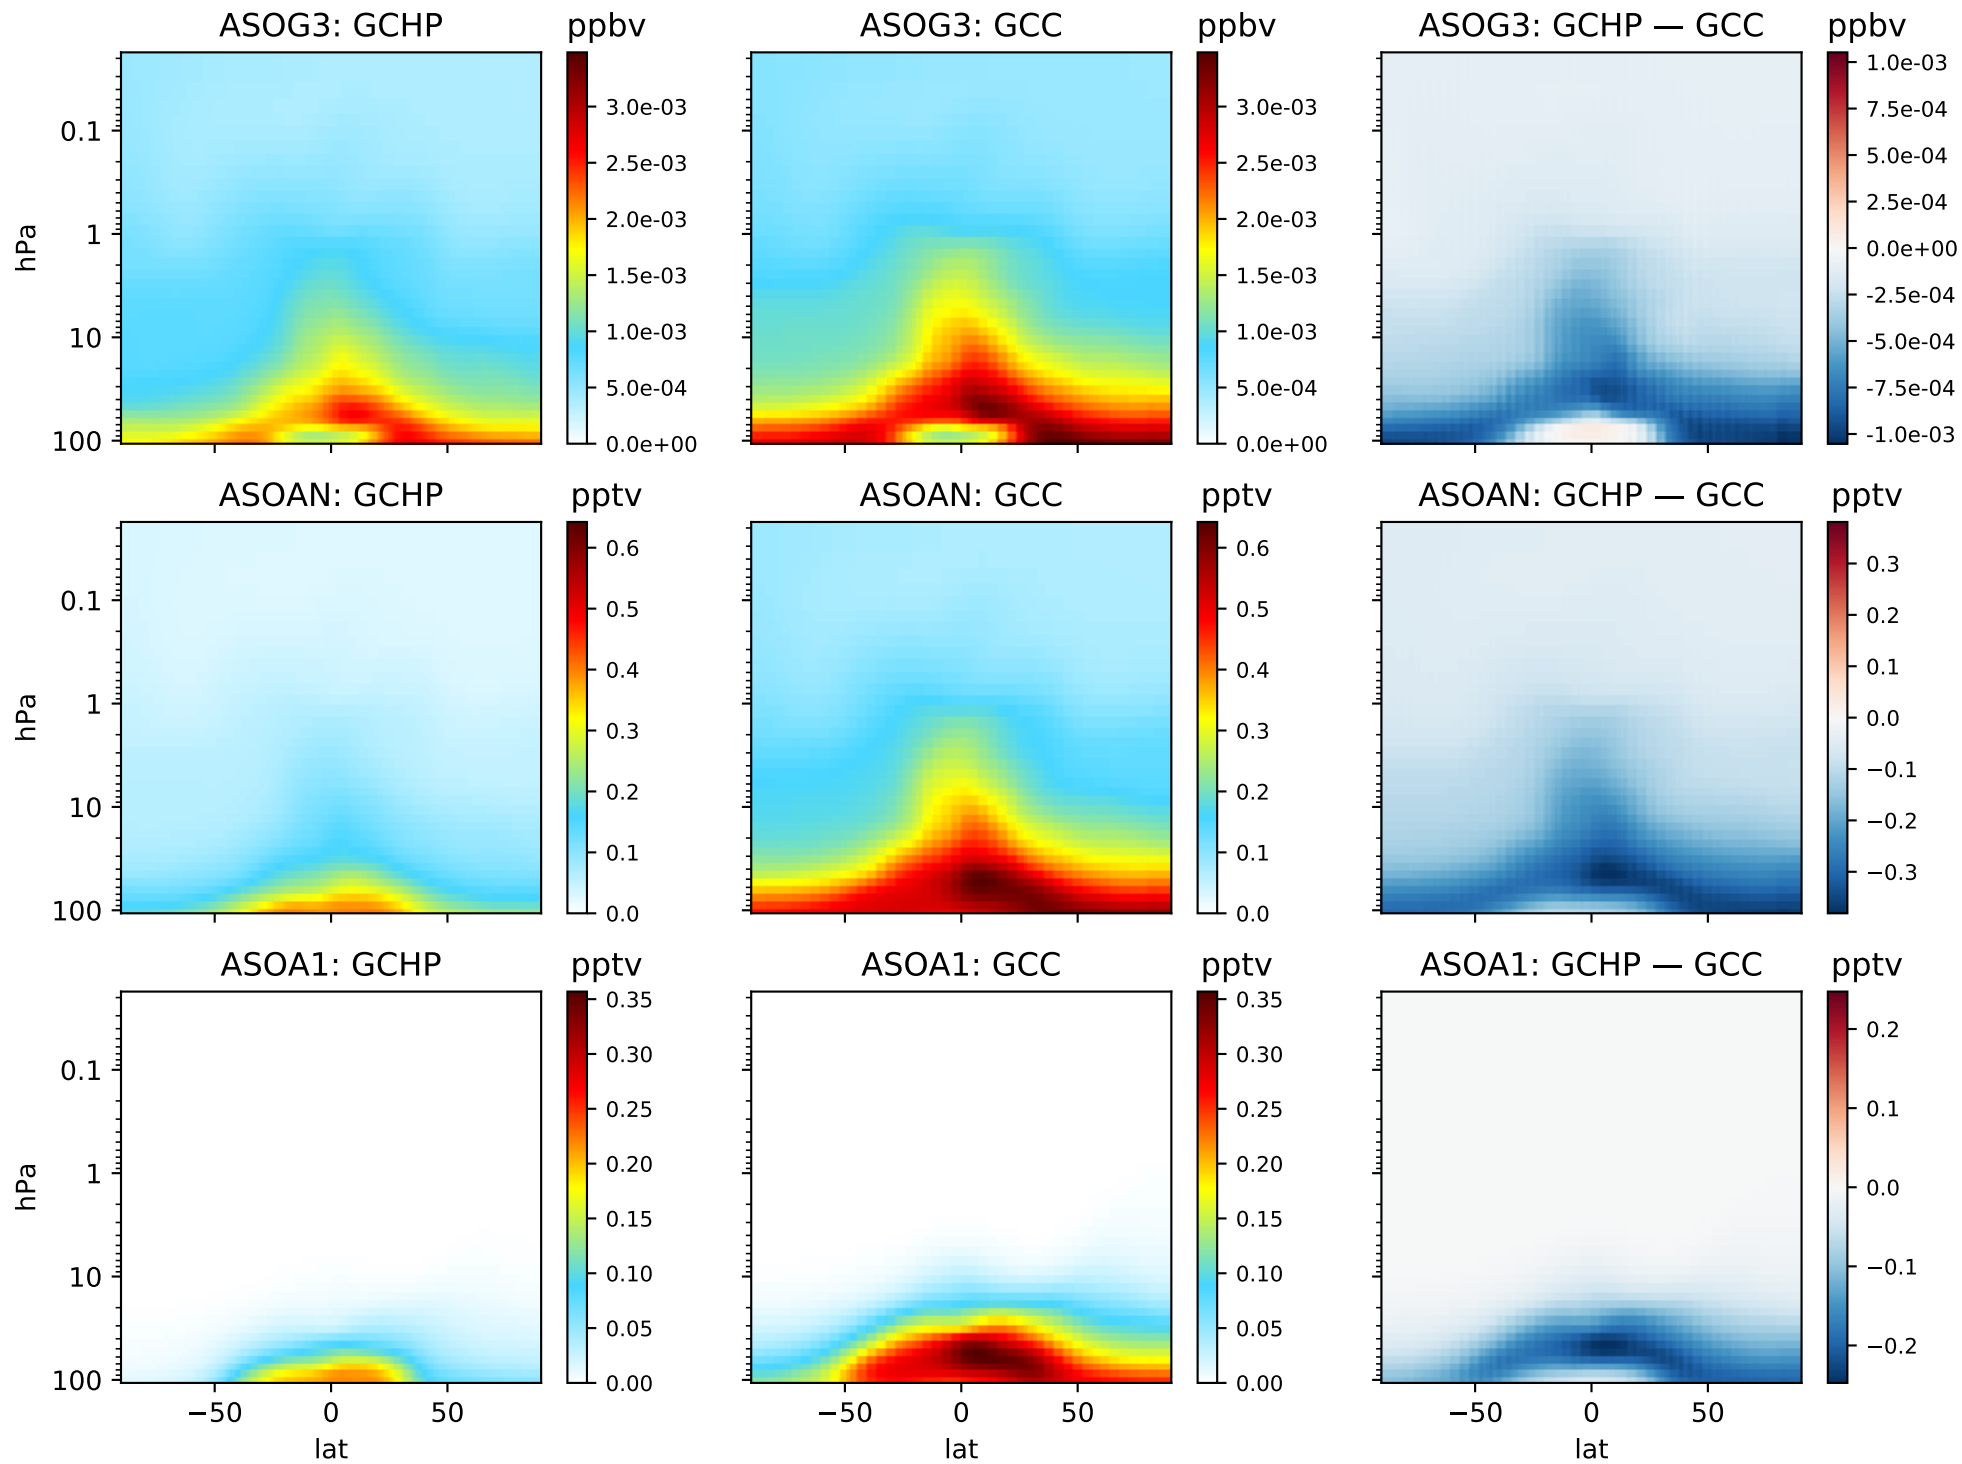 ASOG3: GCHP ppbv ASOG3: GCC ppbv ASOG3: GCHP — GCC ppbv
3.0e-03 3.0e-03 1.0e-03
0.1 2.5e-03 2.5e-03 7.5e-04
2.0e-03 2.0e-03 5.0e-04
hPa 1 1.5e-03 1.5e-03 2.5e-04
1.0e-03 1.0e-03 0.0e+00
10 5.0e-04 5.0e-04 -2.5e-04
100 0.0e+00 0.0e+00 -5.0e-04
-7.5e-04
-1.0e-03
ASOAN: GCHP pptv ASOAN: GCC pptv ASOAN: GCHP — GCC pptv
0.6 0.6 0.3
0.1 0.5 0.5 0.2
0.4 0.4 0.1
hPa 1 0.3 0.3 0.0
10 0.2 0.2 −0.1
0.1 0.1 −0.2
100 0.0 0.0 −0.3
ASOA1: GCHP pptv ASOA1: GCC pptv ASOA1: GCHP — GCC pptv
0.35 0.35 0.2
0.1 0.30 0.30 0.1
0.25 0.25 0.0
hPa 1 0.20 0.20 −0.1
0.15 0.15 −0.2
10 0.10 0.10
0.05 0.05
100 0.00 0.00
−50 0 50 −50 0 50 −50 0 50
lat lat lat